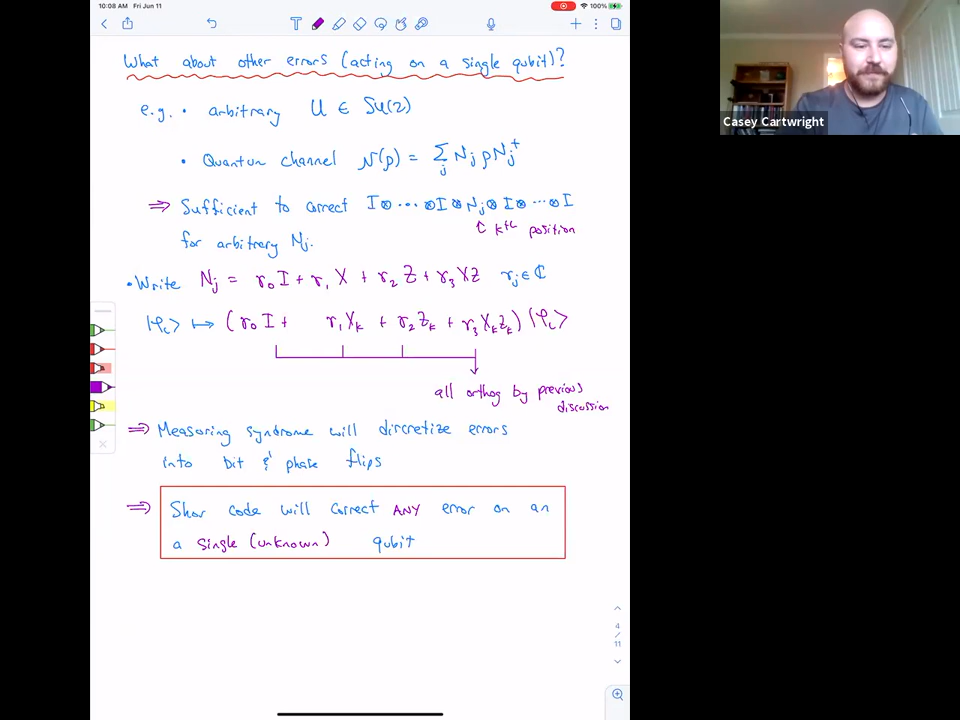 10:08 AM Fri Jun 11
100%
What about other errors (acting on a single qubit)?
e.g. • arbitrary U ∈ SU(2)
• Quantum channel N(ρ) = Σ_j N_j ρ N_j^†
⇒ Sufficient to correct I⊗···⊗I⊗N_j⊗I⊗···⊗I
↑ kth position
for arbitrary N_j.
• Write N_j = r_0 I + r_1 X + r_2 Z + r_3 XZ r_j ∈ ℂ
|φ_L> ↦ (r_0 I + r_1 X_k + r_2 Z_k + r_3 X_k Z_k) |φ_L>
all orthog by previous
discussion
⇒ Measuring syndrome will discretize errors
into bit & phase flips
⇒ Shor code will correct ANY error on an
a single (unknown) qubit
4
/
11
Casey Cartwright